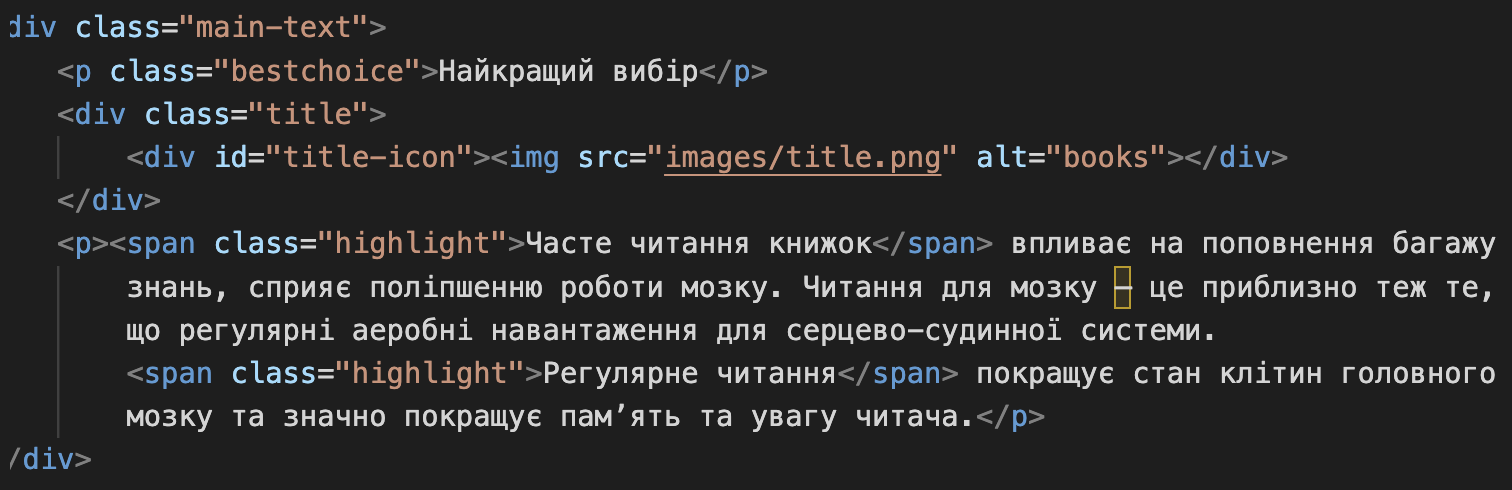 div class="main-text">
<p class="bestchoice">Найкращий вибір</p>
<div class="title">
<div id="title-icon"><img src="images/title.png" alt="books"></div>
</div>
<p><span class="highlight">Часте читання книжок</span> впливає на поповнення багажу
знань, сприяє поліпшенню роботи мозку. Читання для мозку – це приблизно теж те,
що регулярні аеробні навантаження для серцево-судинної системи.
<span class="highlight">Регулярне читання</span> покращує стан клітин головного
мозку та значно покращує пам’ять та увагу читача.</p>
/div>